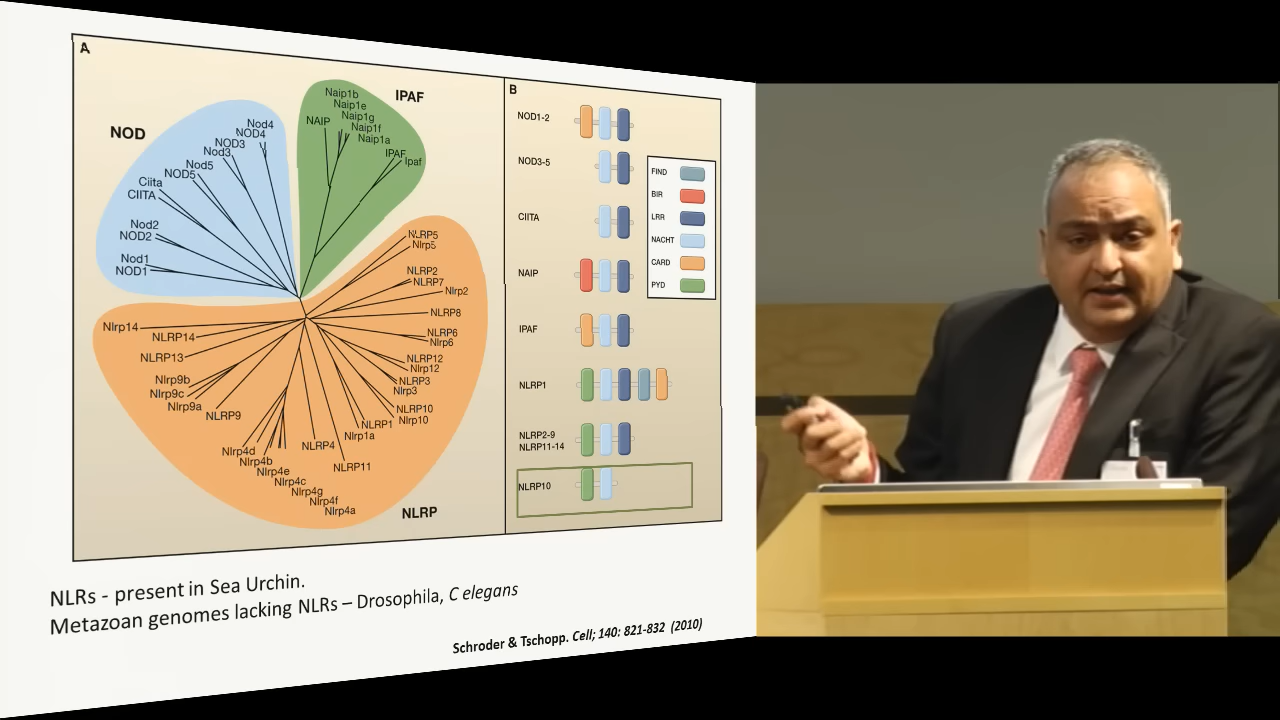 A
NOD
IPAF
NLRP
Nod4
NOD4
NOD3
Nod3
Nod5
NOD5
Ciita
CIITA
Nod2
NOD2
Nod1
NOD1
Naip1b
Naip1e
Naip1g
Naip1f
Naip1a
NAIP
IPAF
Ipaf
NLRP5
Nlrp5
NLRP2
NLRP7
Nlrp2
NLRP8
NLRP6
Nlrp6
NLRP12
Nlrp12
NLRP3
Nlrp3
NLRP10
Nlrp10
NLRP1
Nlrp1a
NLRP11
NLRP4
Nlrp4d
Nlrp4b
Nlrp4e
Nlrp4c
Nlrp4g
Nlrp4f
Nlrp4a
NLRP9
Nlrp9a
Nlrp9c
Nlrp9b
NLRP13
NLRP14
Nlrp14
B
NOD1-2
NOD3-5
CIITA
NAIP
IPAF
NLRP1
NLRP2-9
NLRP11-14
NLRP10
FIND
BIR
LRR
NACHT
CARD
PYD
NLRs - present in Sea Urchin.
Metazoan genomes lacking NLRs – Drosophila, C elegans
Schroder & Tschopp. Cell; 140: 821-832 (2010)